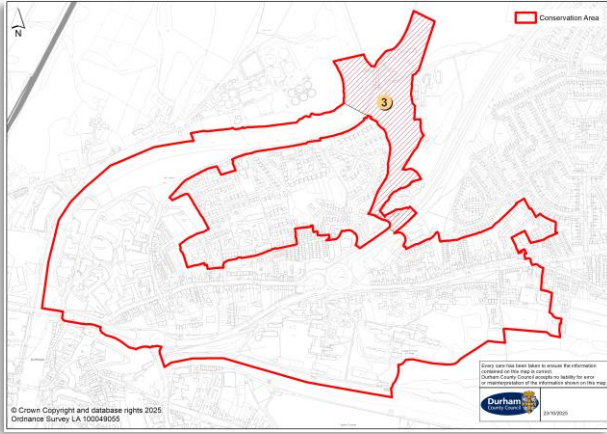 N
Conservation Area
3
Every care has been taken to ensure the information
contained on this map is correct.
Durham County Council accepts no liability for error
or misinterpretation of the information shown on this map
Durham
County Council
23/10/2025
© Crown Copyright and database rights 2025.
Ordnance Survey LA 100049055